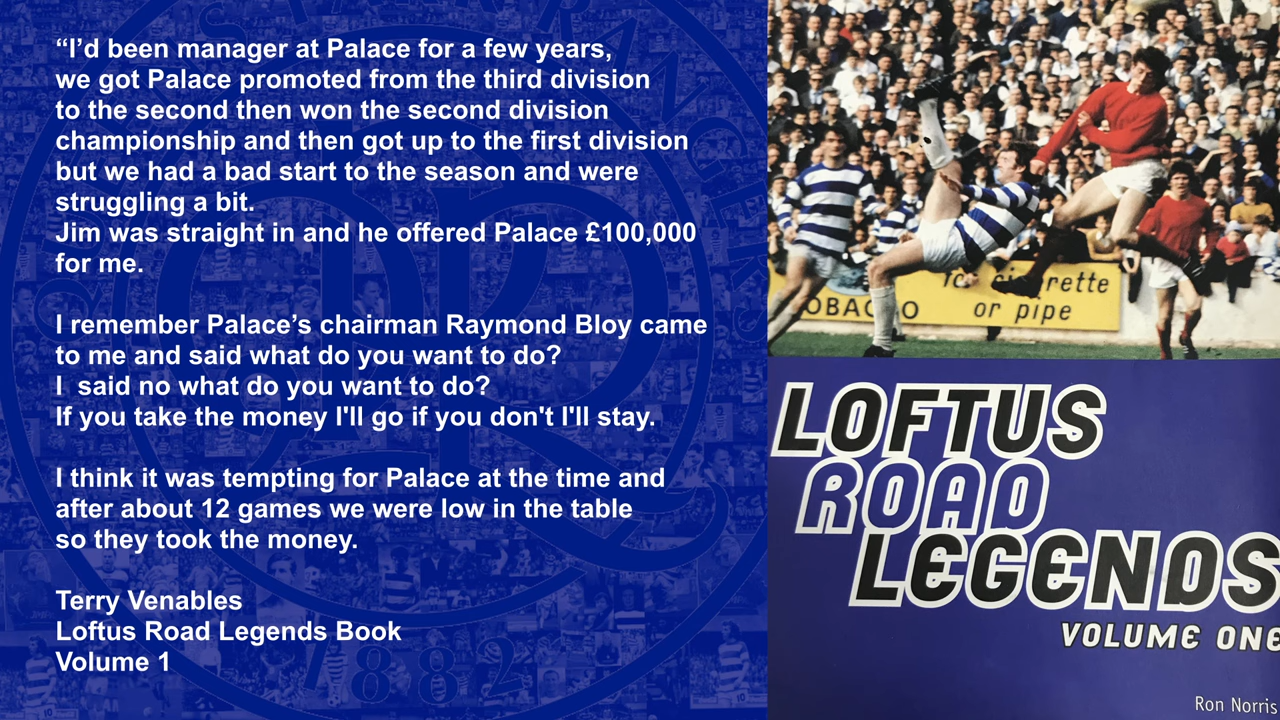 “I’d been manager at Palace for a few years,
we got Palace promoted from the third division
to the second then won the second division
championship and then got up to the first division
but we had a bad start to the season and were
struggling a bit.
Jim was straight in and he offered Palace £100,000
for me.
I remember Palace’s chairman Raymond Bloy came
to me and said what do you want to do?
I  said no what do you want to do?
If you take the money I'll go if you don't I'll stay.
I think it was tempting for Palace at the time and
after about 12 games we were low in the table
so they took the money.
Terry Venables
Loftus Road Legends Book
Volume 1
1882
or pipe
LOFTUS
ROAD
LEGENDS
VOLUME ONE
Ron Norris